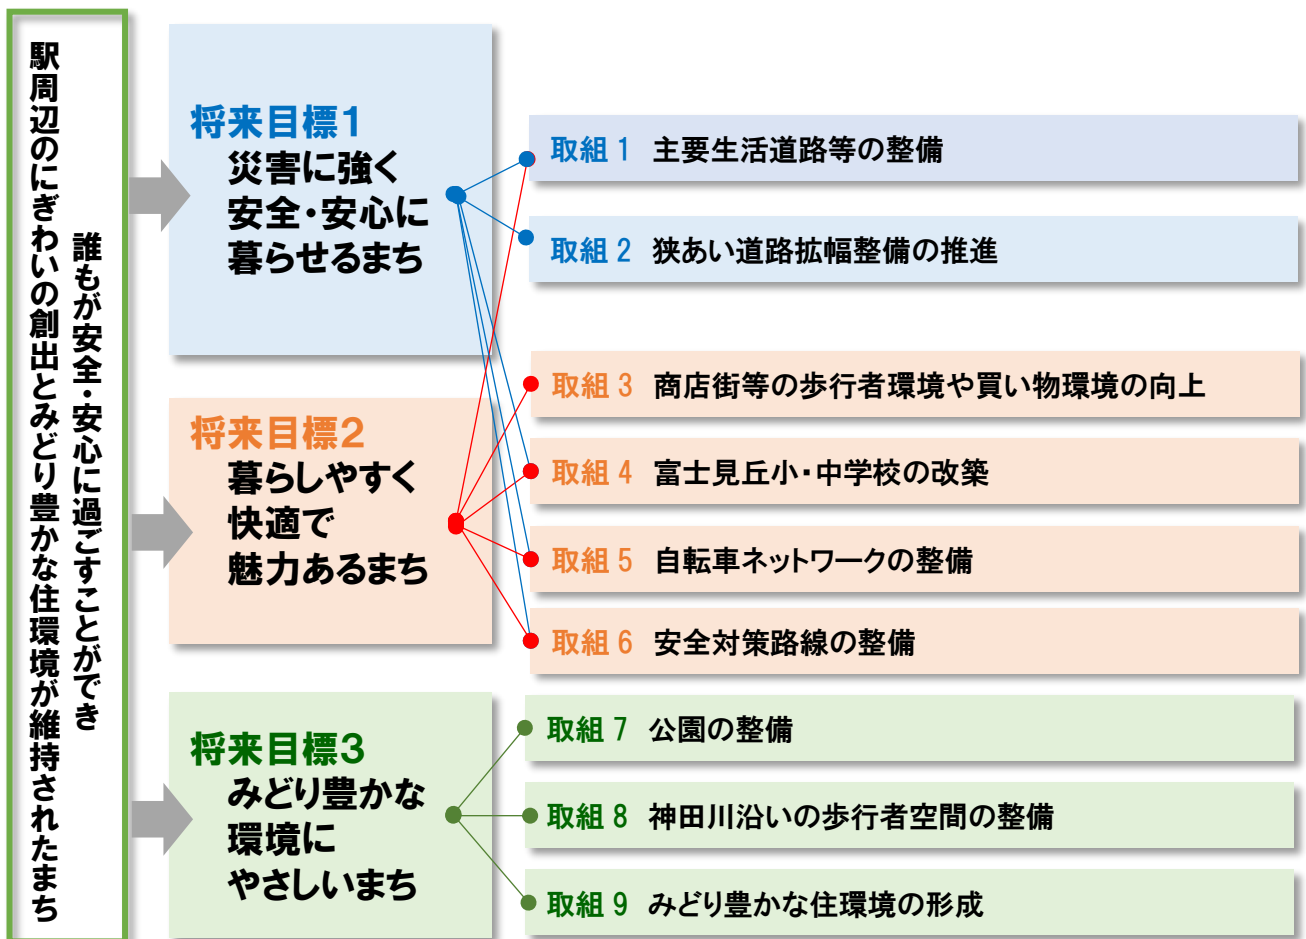 誰もが安全・安心に過ごすことができ
駅周辺のにぎわいの創出とみどり豊かな住環境が維持されたまち
将来目標1
災害に強く
安全・安心に
暮らせるまち
取組1 主要生活道路等の整備
取組2 狭あい道路拡幅整備の推進
将来目標2
暮らしやすく
快適で
魅力あるまち
取組3 商店街等の歩行者環境や買い物環境の向上
取組4 富士見丘小・中学校の改築
取組5 自転車ネットワークの整備
取組6 安全対策路線の整備
将来目標3
みどり豊かな
環境に
やさしいまち
取組7 公園の整備
取組8 神田川沿いの歩行者空間の整備
取組9 みどり豊かな住環境の形成